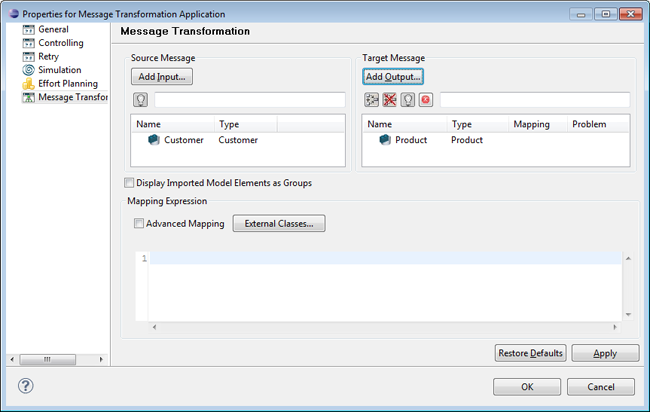 Properties for Message Transformation Application
General
Controlling
Retry
Simulation
Effort Planning
Message Transfor
Message Transformation
Source Message
Add Input...
Name Type
Customer Customer
Target Message
Add Output...
Name Type Mapping Problem
Product Product
Display Imported Model Elements as Groups
Mapping Expression
Advanced Mapping External Classes...
1
Restore Defaults Apply
? OK Cancel